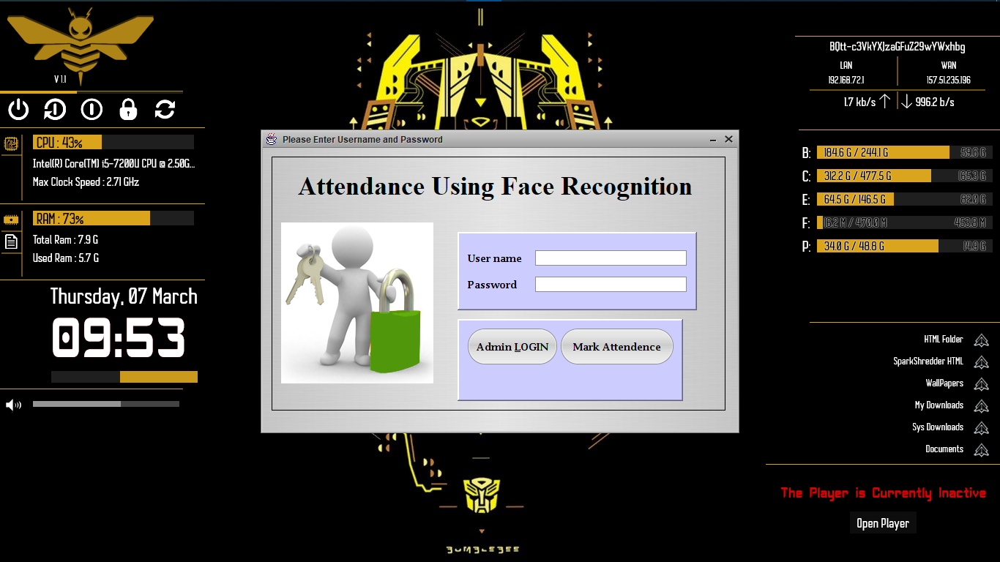 V 1.1
CPU : 43%
Intel(R) Core(TM) i5-7200U CPU @ 2.50G...
Max Clock Speed : 2.71 GHz
RAM : 73%
Total Ram : 7.9 G
Used Ram : 5.7 G
Thursday, 07 March
09:53
Please Enter Username and Password
Attendance Using Face Recognition
User name
Password
Admin LOGIN
Mark Attendence
BUMBLEBEE
BQtt-c3VkYXJzaGFuZ29wYWxhbg
LAN WAN
192.168.72.1 157.51.235.196
1.7 kb/s 996.2 b/s
B: 184.6 G / 244.1 G 59.6 G
C: 312.2 G / 477.5 G 165.3 G
E: 64.5 G / 146.5 G 82.0 G
F: 16.2 M / 470.0 M 453.8 M
P: 34.0 G / 48.8 G 14.9 G
HTML Folder
SparkShredder HTML
WallPapers
My Downloads
Sys Downloads
Documents
The Player is Currently Inactive
Open Player